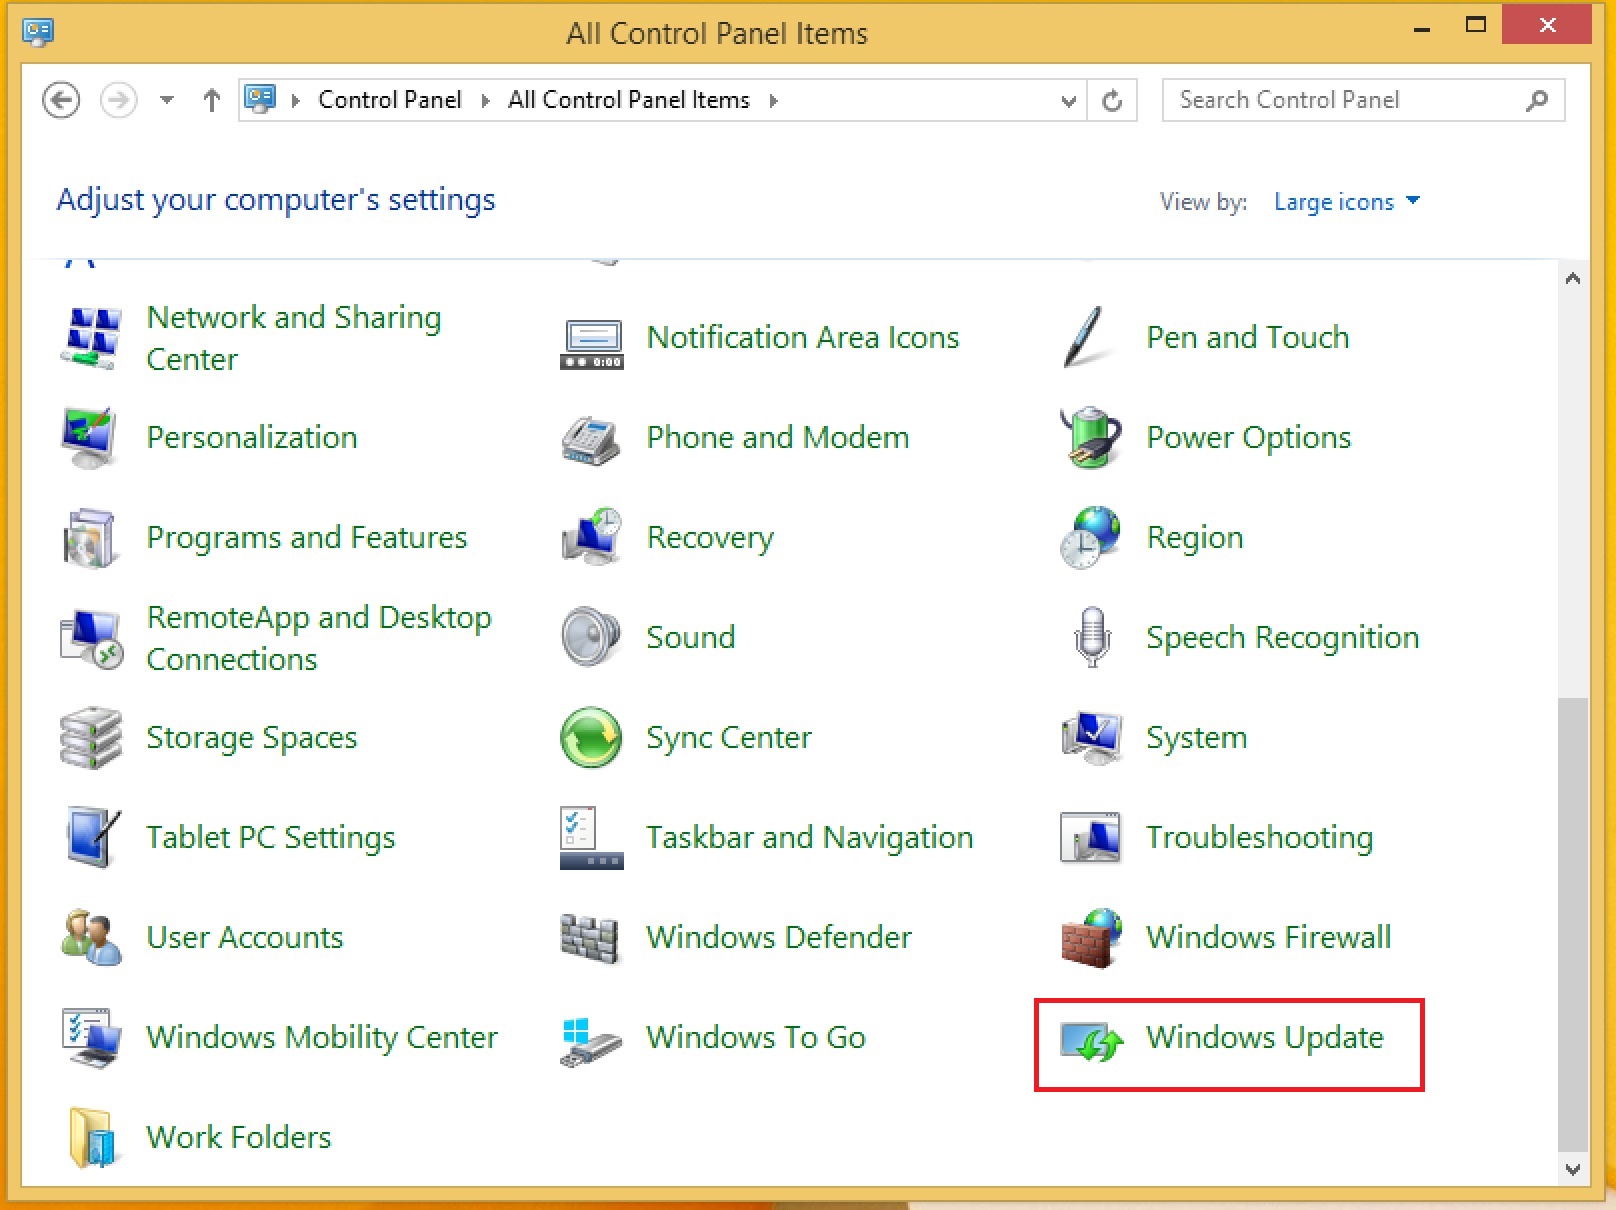 All Control Panel Items
Control Panel
All Control Panel Items
Search Control Panel
Adjust your computer's settings
View by: Large icons
Network and Sharing
Center
Notification Area Icons
Pen and Touch
Personalization
Phone and Modem
Power Options
Programs and Features
Recovery
Region
RemoteApp and Desktop
Connections
Sound
Speech Recognition
Storage Spaces
Sync Center
System
Tablet PC Settings
Taskbar and Navigation
Troubleshooting
User Accounts
Windows Defender
Windows Firewall
Windows Mobility Center
Windows To Go
Windows Update
Work Folders